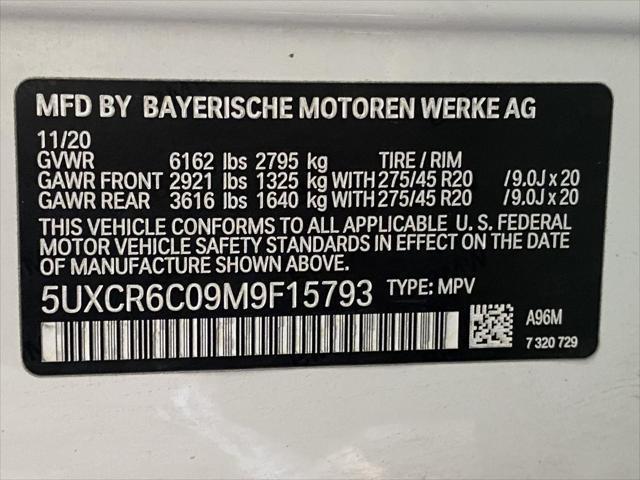 MFD BY BAYERISCHE MOTOREN WERKE AG
11/20
GVWR 6162 lbs 2795 kg TIRE / RIM
GAWR FRONT 2921 lbs 1325 kg WITH 275/45 R20 /9.0J x 20
GAWR REAR 3616 lbs 1640 kg WITH 275/45 R20 /9.0J x 20
THIS VEHICLE CONFORMS TO ALL APPLICABLE U. S. FEDERAL
MOTOR VEHICLE SAFETY STANDARDS IN EFFECT ON THE DATE
OF MANUFACTURE SHOWN ABOVE.
5UXCR6C09M9F15793 TYPE: MPV
A96M
7 320 729